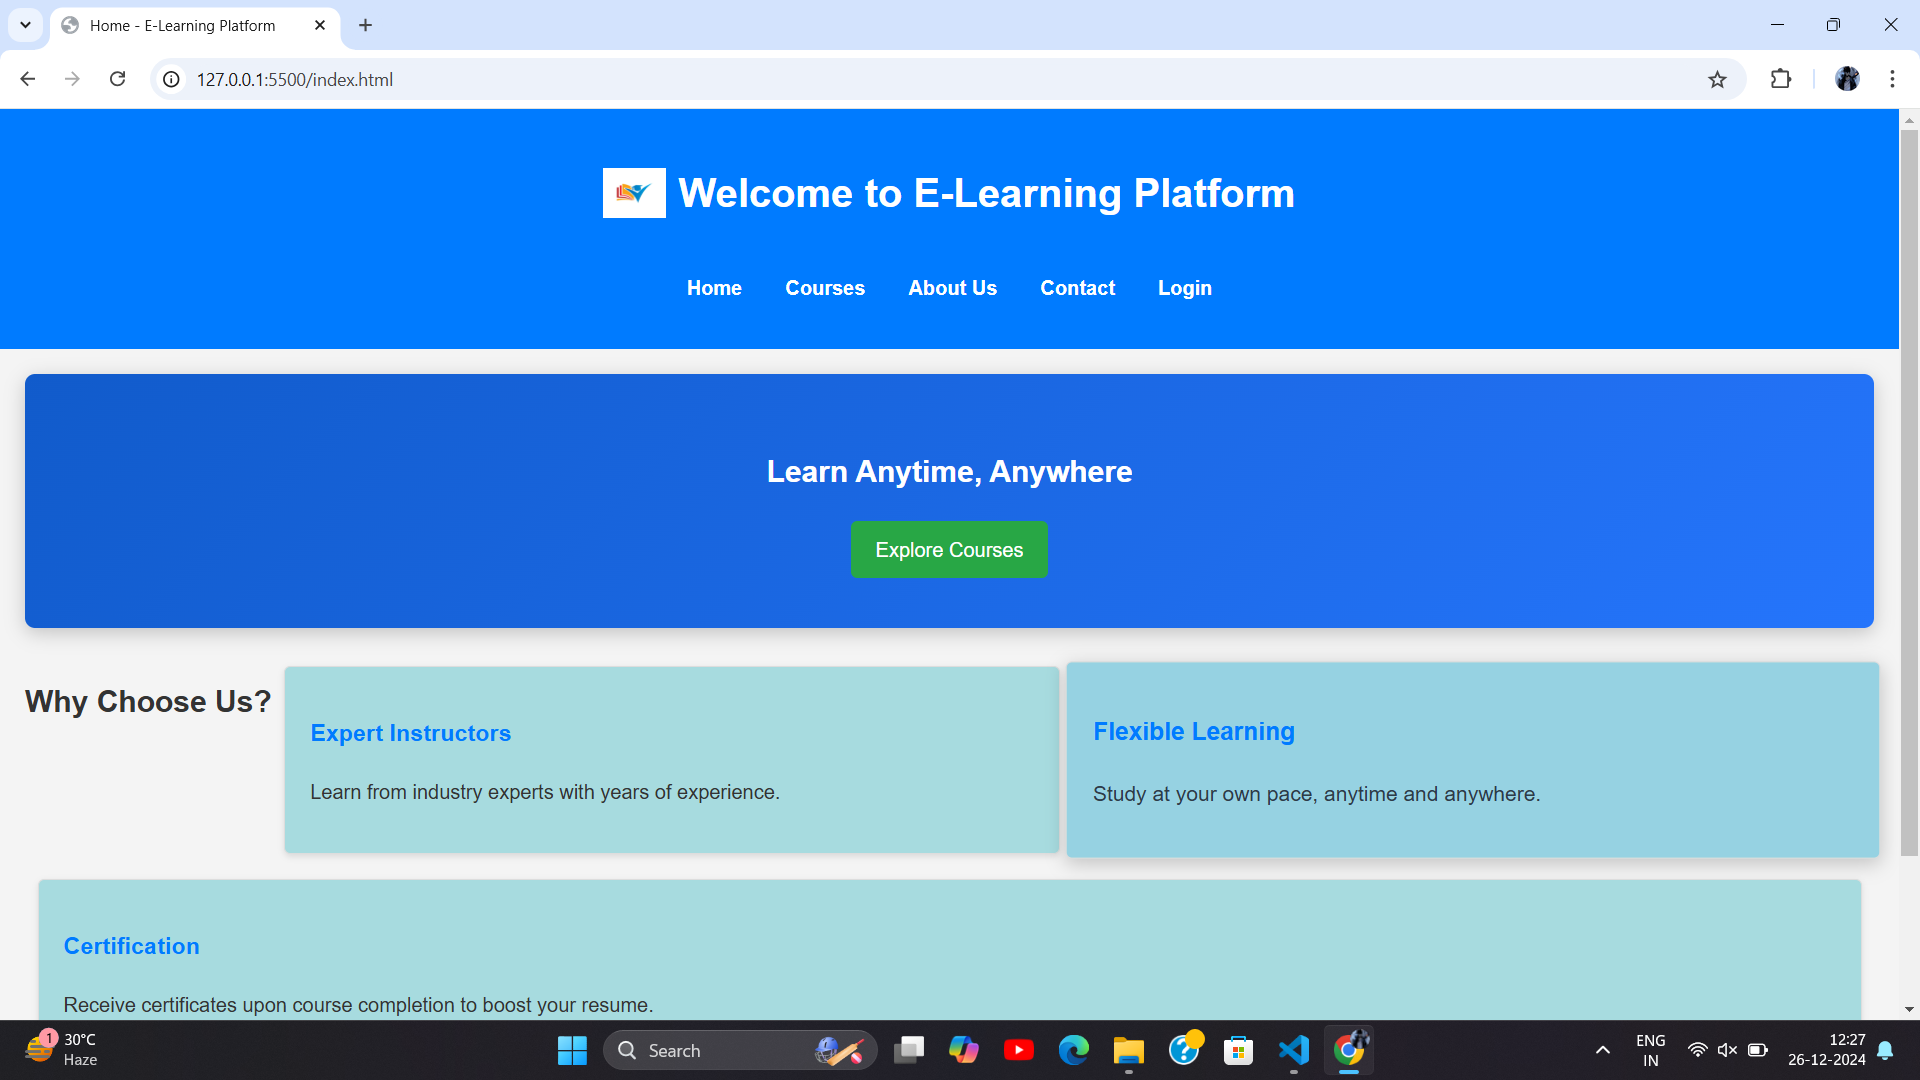 Home - E-Learning Platform
127.0.0.1:5500/index.html
Welcome to E-Learning Platform
Home Courses About Us Contact Login
Learn Anytime, Anywhere
Explore Courses
Why Choose Us?
Expert Instructors
Learn from industry experts with years of experience.
Flexible Learning
Study at your own pace, anytime and anywhere.
Certification
Receive certificates upon course completion to boost your resume.
1
30°C
Haze
Search
ENG
IN
12:27
26-12-2024